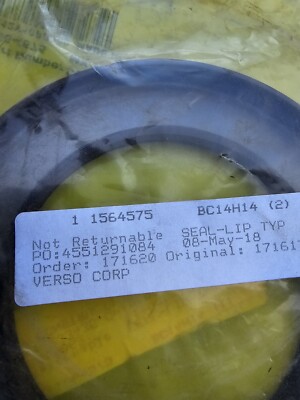 1 1564575 BC14H14 (2)
Not Returnable SEAL-LIP TYP
PO:4551291084 08-May-18
Order: 171620 Original: 17161
VERSO CORP